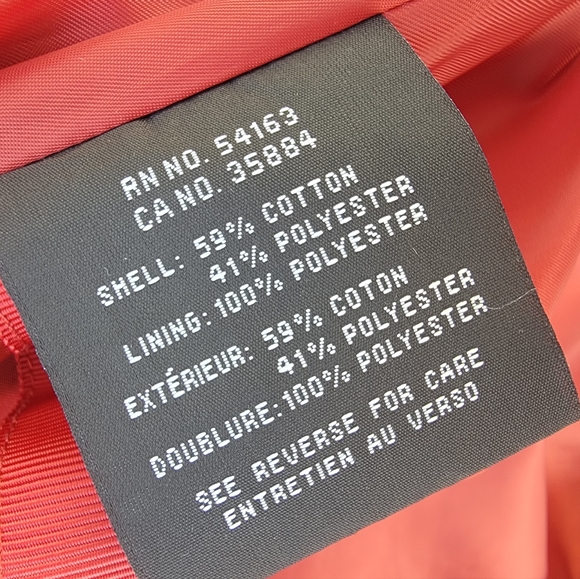 RN NO. 54163
CA NO. 35884
SHELL: 59% COTTON
41% POLYESTER
LINING: 100% POLYESTER
EXTÉRIEUR: 59% COTON
41% POLYESTER
DOUBLURE: 100% POLYESTER
SEE REVERSE FOR CARE
ENTRETIEN AU VERSO